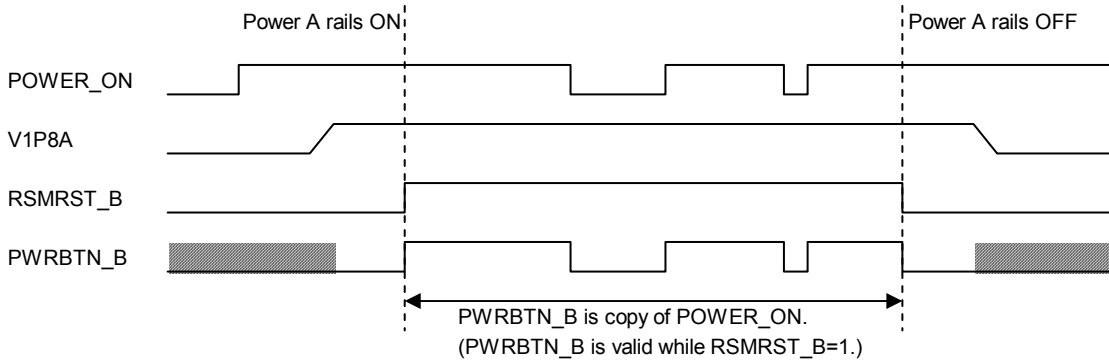 Power A rails ON
Power A rails OFF
POWER_ON
V1P8A
RSMRST_B
PWRBTN_B
PWRBTN_B is copy of POWER_ON.
(PWRBTN_B is valid while RSMRST_B=1.)